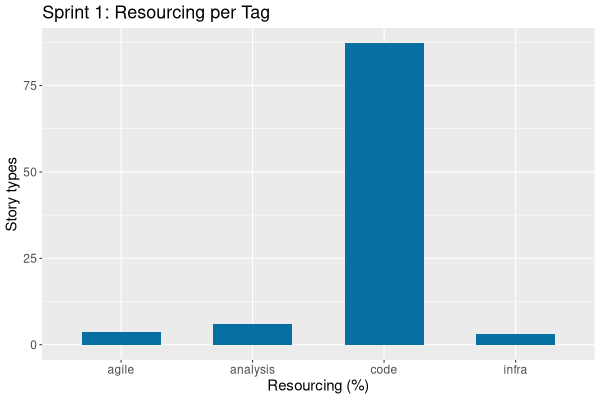 Sprint 1: Resourcing per Tag
Story types
75
50
25
0
agile analysis code infra
Resourcing (%)